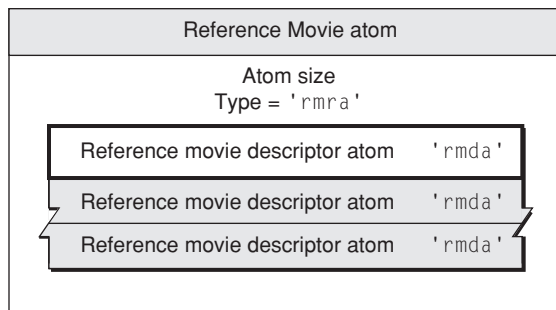 Reference Movie atom
Atom size
Type = 'rmra'
Reference movie descriptor atom 'rmda'
Reference movie descriptor atom 'rmda'
Reference movie descriptor atom 'rmda'